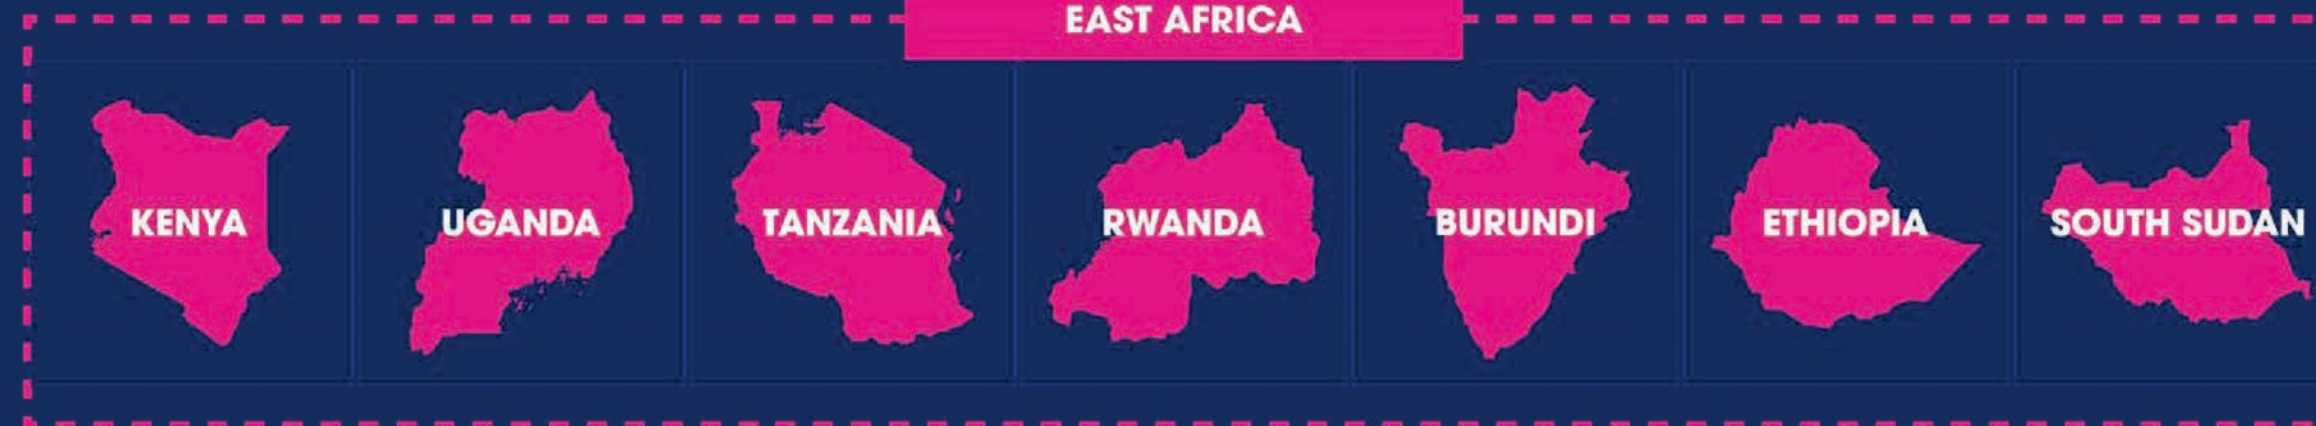 EAST AFRICA
KENYA
UGANDA
TANZANIA
RWANDA
BURUNDI
ETHIOPIA
SOUTH SUDAN